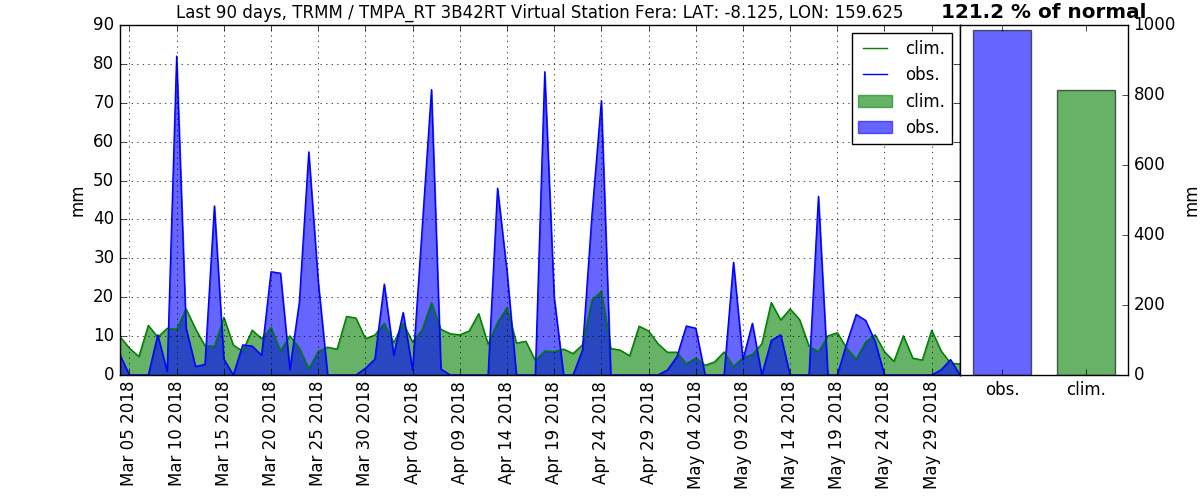 Last 90 days, TRMM / TMPA_RT 3B42RT Virtual Station Fera: LAT: -8.125, LON: 159.625
121.2 % of normal
90
80
70
60
50
40
30
20
10
0
mm
clim.
obs.
clim.
obs.
1000
800
600
400
200
0
mm
obs.
clim.
Mar 05 2018
Mar 10 2018
Mar 15 2018
Mar 20 2018
Mar 25 2018
Mar 30 2018
Apr 04 2018
Apr 09 2018
Apr 14 2018
Apr 19 2018
Apr 24 2018
Apr 29 2018
May 04 2018
May 09 2018
May 14 2018
May 19 2018
May 24 2018
May 29 2018